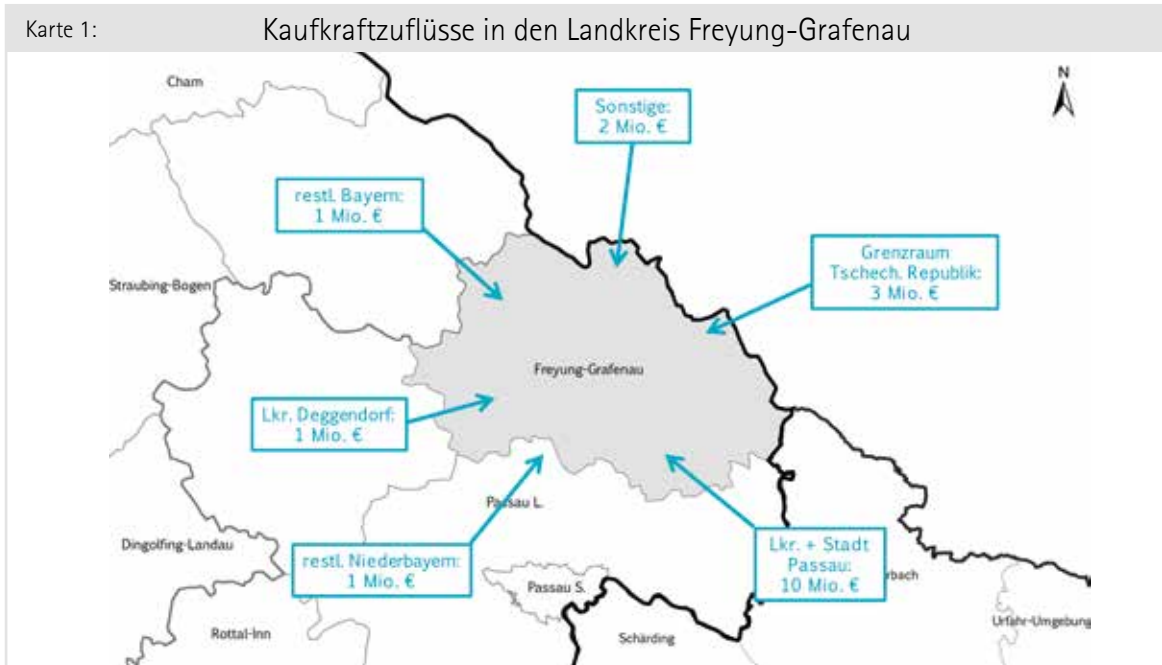 Karte 1:
Kaufkraftzuflüsse in den Landkreis Freyung-Grafenau
Cham
N
Sonstige:
2 Mio. €
restl. Bayern:
1 Mio. €
Grenzraum
Tschech. Republik:
3 Mio. €
Straubing-Bogen
Freyung-Grafenau
Lkr. Deggendorf:
1 Mio. €
Passau L.
Dingolfing-Landau
restl. Niederbayern:
1 Mio. €
Lkr. + Stadt
Passau:
10 Mio. €
rbach
Passau S.
Rottal-Inn
Schärding
Urfahr-Umgebung